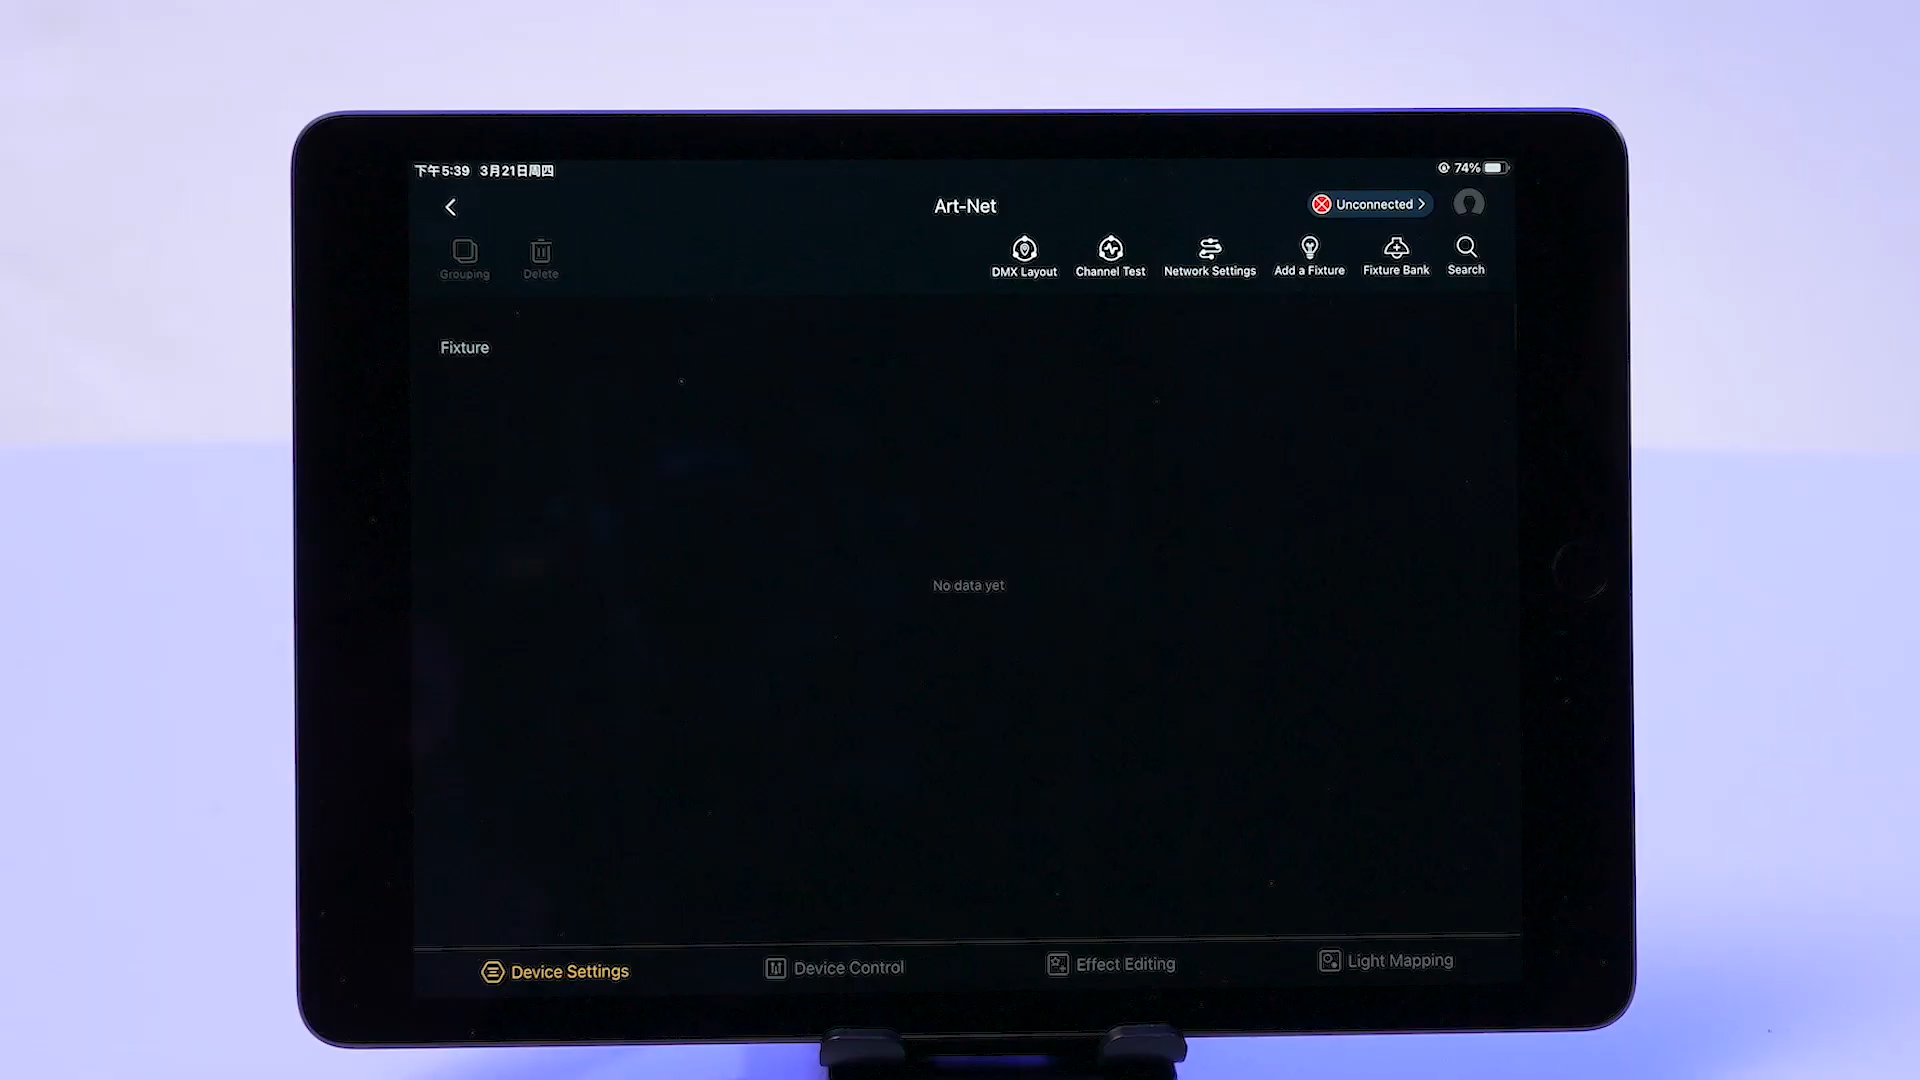 下午5:39 3月21日周四
74%
Art-Net
Unconnected
Grouping
Delete
DMX Layout
Channel Test
Network Settings
Add a Fixture
Fixture Bank
Search
Fixture
No data yet
Device Settings
Device Control
Effect Editing
Light Mapping